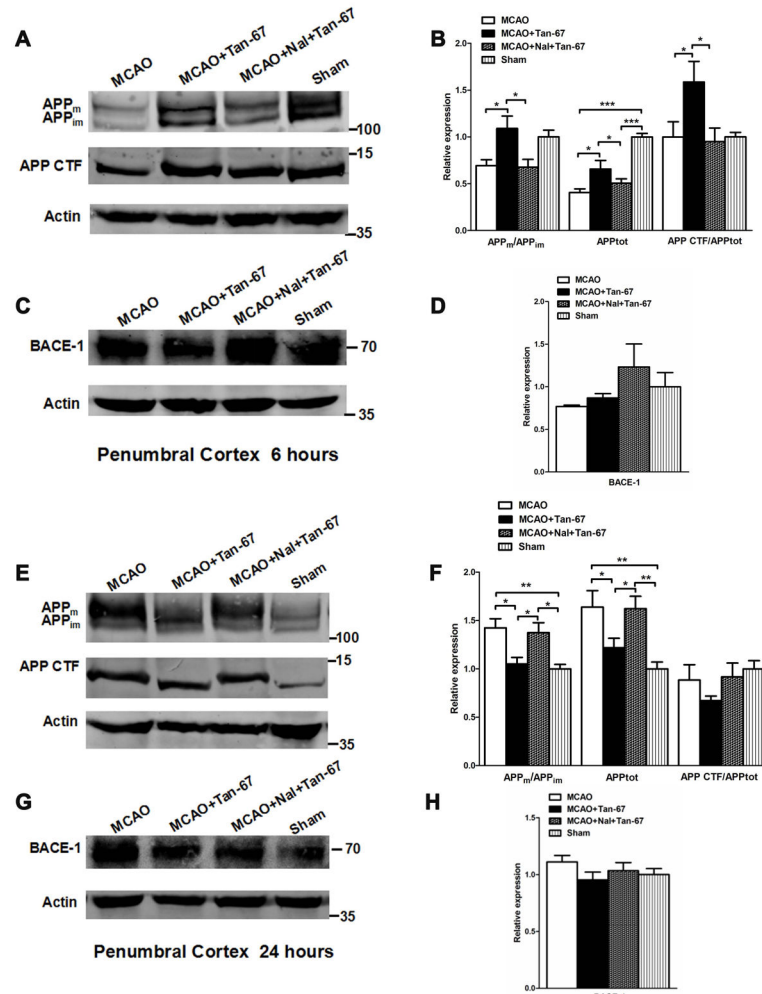 A
MCAO
MCAO+Tan-67
MCAO+Nal+Tan-67
Sham
APPm
APPim
100
15
APP CTF
Actin
35
B
MCAO
MCAO+Tan-67
MCAO+Nal+Tan-67
Sham
Relative expression
2.0
1.5
1.0
0.5
0.0
* * * * *** *** * *
APPm/APPim
APPtot
APP CTF/APPtot
C
MCAO
MCAO+Tan-67
MCAO+Nal+Tan-67
Sham
BACE-1
70
Actin
35
Penumbral Cortex 6 hours
D
MCAO
MCAO+Tan-67
MCAO+Nal+Tan-67
Sham
Relative expression
2.0
1.5
1.0
0.5
0.0
BACE-1
E
MCAO
MCAO+Tan-67
MCAO+Nal+Tan-67
Sham
APPm
APPim
100
15
APP CTF
Actin
35
F
MCAO
MCAO+Tan-67
MCAO+Nal+Tan-67
Sham
Relative expression
2.0
1.5
1.0
0.5
0.0
** * * * ** * * **
APPm/APPim
APPtot
APP CTF/APPtot
G
MCAO
MCAO+Tan-67
MCAO+Nal+Tan-67
Sham
BACE-1
70
Actin
35
Penumbral Cortex 24 hours
H
MCAO
MCAO+Tan-67
MCAO+Nal+Tan-67
Sham
Relative expression
2.0
1.5
1.0
0.5
0.0